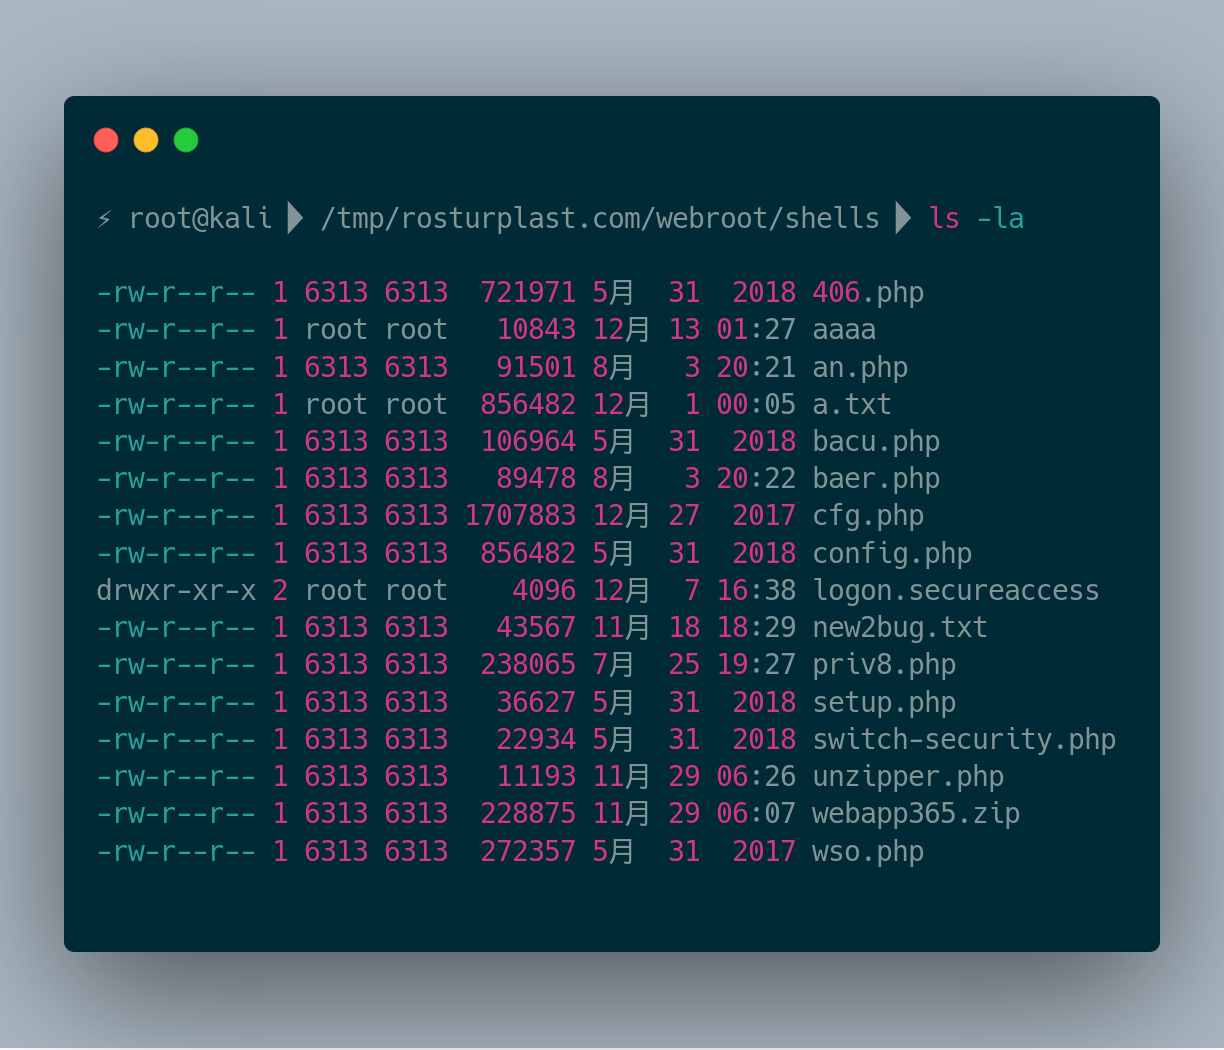 ⚡ root@kali /tmp/rosturplast.com/webroot/shells ls -la
-rw-r--r-- 1 6313 6313  721971 5月  31  2018 406.php
-rw-r--r-- 1 root root   10843 12月 13 01:27 aaaa
-rw-r--r-- 1 6313 6313   91501 8月   3 20:21 an.php
-rw-r--r-- 1 root root  856482 12月  1 00:05 a.txt
-rw-r--r-- 1 6313 6313  106964 5月  31  2018 bacu.php
-rw-r--r-- 1 6313 6313   89478 8月   3 20:22 baer.php
-rw-r--r-- 1 6313 6313 1707883 12月 27  2017 cfg.php
-rw-r--r-- 1 6313 6313  856482 5月  31  2018 config.php
drwxr-xr-x 2 root root    4096 12月  7 16:38 logon.secureaccess
-rw-r--r-- 1 6313 6313   43567 11月 18 18:29 new2bug.txt
-rw-r--r-- 1 6313 6313  238065 7月  25 19:27 priv8.php
-rw-r--r-- 1 6313 6313   36627 5月  31  2018 setup.php
-rw-r--r-- 1 6313 6313   22934 5月  31  2018 switch-security.php
-rw-r--r-- 1 6313 6313   11193 11月 29 06:26 unzipper.php
-rw-r--r-- 1 6313 6313  228875 11月 29 06:07 webapp365.zip
-rw-r--r-- 1 6313 6313  272357 5月  31  2017 wso.php